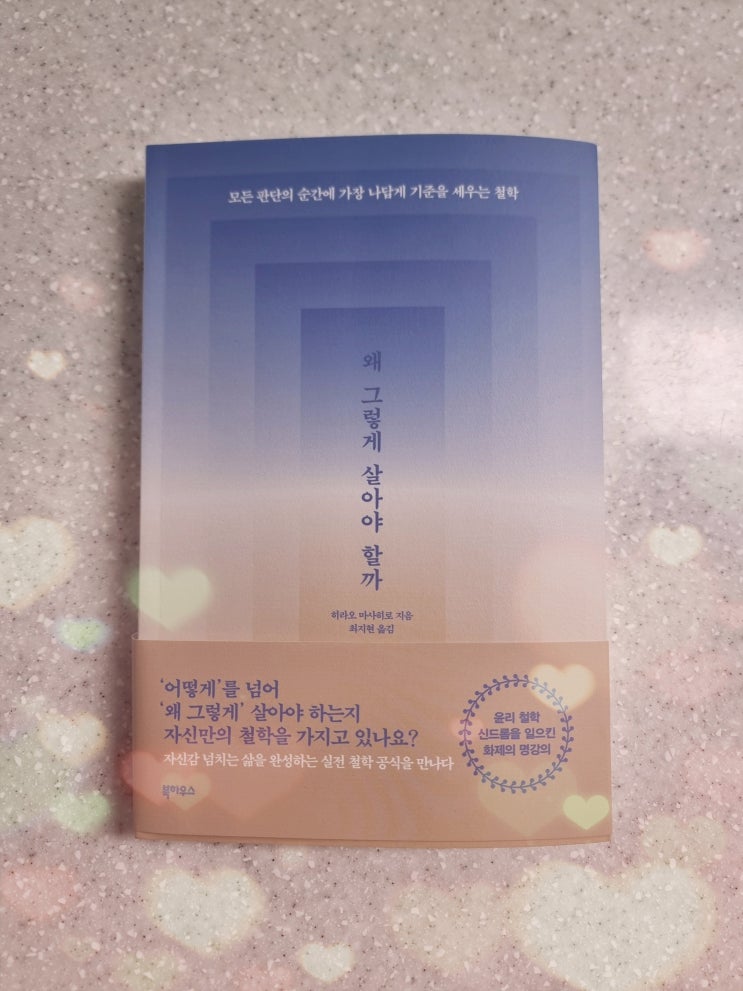 모든 판단의 순간에 가장 나답게 기준을 세우는 철학
왜 그렇게 살아야 할까
히라오 마사히로 지음
최지현 옮김
‘어떻게’를 넘어
‘왜 그렇게’ 살아야 하는지
자신만의 철학을 가지고 있나요?
자신감 넘치는 삶을 완성하는 실전 철학 공식을 만나다
윤리 철학
신드롬을 일으킨
화제의 명강의
북하우스